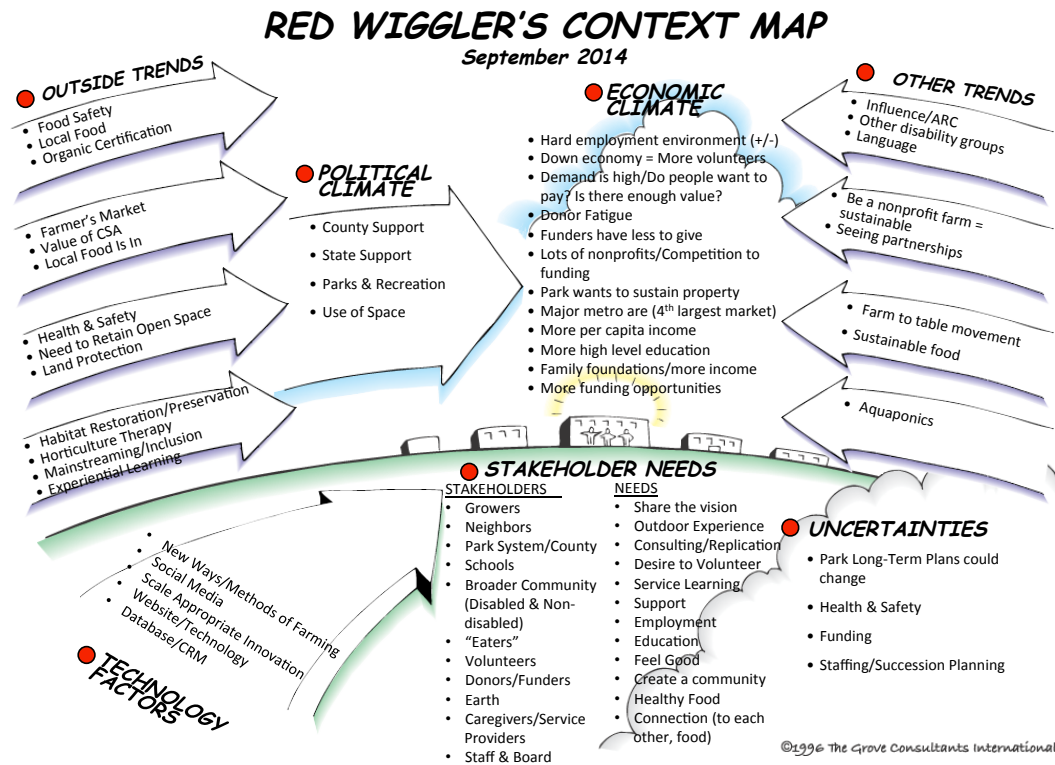 RED WIGGLER'S CONTEXT MAP
September 2014
OUTSIDE TRENDS
• Food Safety
• Local Food
• Organic Certification
• Farmer's Market
• Value of CSA
• Local Food Is In
• Health & Safety
• Need to Retain Open Space
• Land Protection
• Habitat Restoration/Preservation
• Horticulture Therapy
• Mainstreaming/Inclusion
• Experiential Learning
POLITICAL
CLIMATE
• County Support
• State Support
• Parks & Recreation
• Use of Space
ECONOMIC
CLIMATE
• Hard employment environment (+/-)
• Down economy = More volunteers
• Demand is high/Do people want to
pay? Is there enough value?
• Donor Fatigue
• Funders have less to give
• Lots of nonprofits/Competition to
funding
• Park wants to sustain property
• Major metro are (4th largest market)
• More per capita income
• More high level education
• Family foundations/more income
• More funding opportunities
OTHER TRENDS
• Influence/ARC
• Other disability groups
• Language
• Be a nonprofit farm =
sustainable
• Seeing partnerships
• Farm to table movement
• Sustainable food
• Aquaponics
TECHNOLOGY
FACTORS
• New Ways/Methods of Farming
• Social Media
• Scale Appropriate Innovation
• Website/Technology
• Database/CRM
STAKEHOLDER NEEDS
STAKEHOLDERS
• Growers
• Neighbors
• Park System/County
• Schools
• Broader Community
(Disabled & Non-
disabled)
• "Eaters"
• Volunteers
• Donors/Funders
• Earth
• Caregivers/Service
Providers
• Staff & Board
NEEDS
• Share the vision
• Outdoor Experience
• Consulting/Replication
• Desire to Volunteer
• Service Learning
• Support
• Employment
• Education
• Feel Good
• Create a community
• Healthy Food
• Connection (to each
other, food)
UNCERTAINTIES
• Park Long-Term Plans could
change
• Health & Safety
• Funding
• Staffing/Succession Planning
©1996 The Grove Consultants International